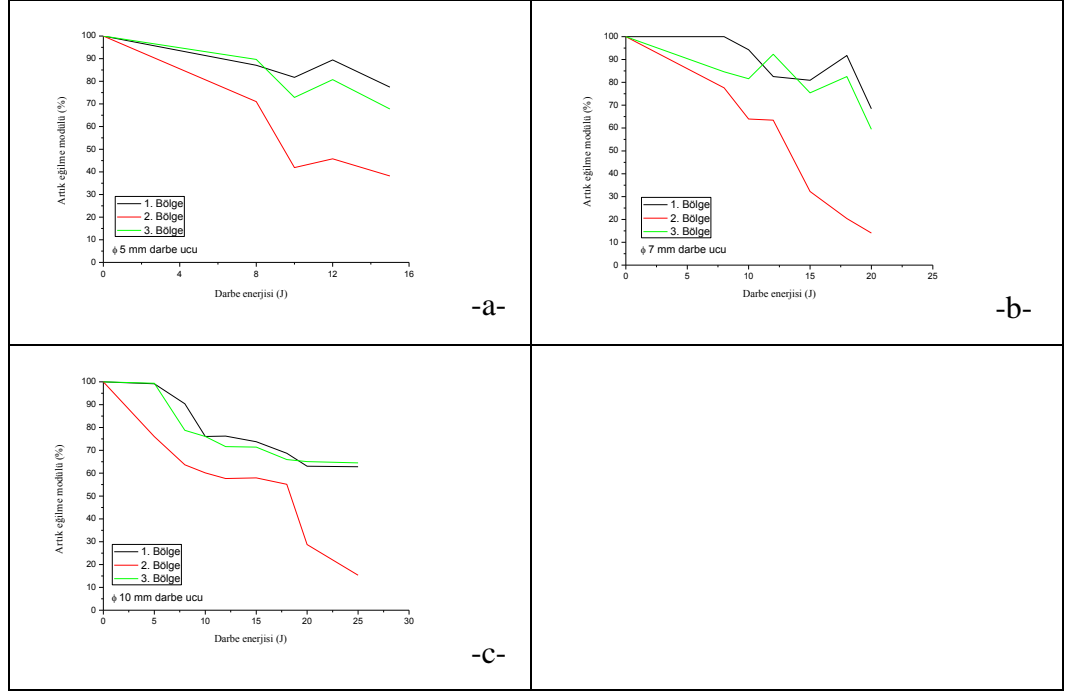 100
90
80
70
60
50
40
30
20
10
0
Artık eğilme modülü (%)
1. Bölge
2. Bölge
3. Bölge
ϕ 5 mm darbe ucu
0 4 8 12 16
Darbe enerjisi (J)
-a-
100
90
80
70
60
50
40
30
20
10
0
Artık eğilme modülü (%)
1. Bölge
2. Bölge
3. Bölge
ϕ 7 mm darbe ucu
0 5 10 15 20 25
Darbe enerjisi (J)
-b-
100
90
80
70
60
50
40
30
20
10
0
Artık eğilme modülü (%)
1. Bölge
2. Bölge
3. Bölge
ϕ 10 mm darbe ucu
0 5 10 15 20 25 30
Darbe enerjisi (J)
-c-